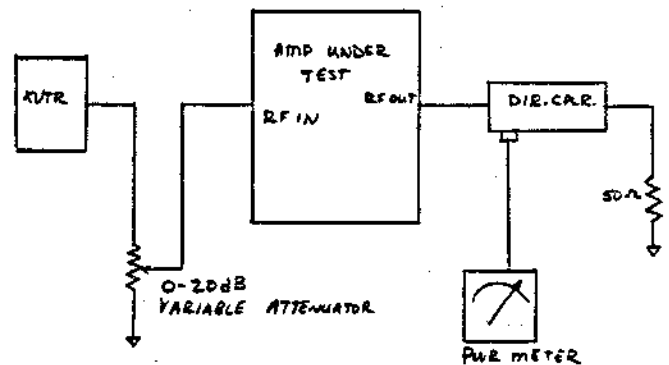 XVTR
AMP UNDER
TEST
RF IN
RF OUT
DIR. CPLR.
50Ω
0-20dB
VARIABLE ATTENUATOR
PWR METER